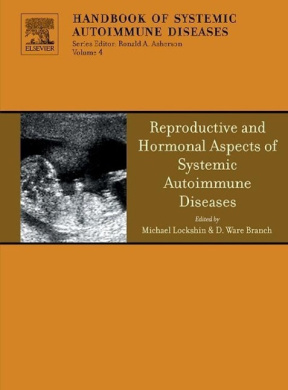 HANDBOOK OF SYSTEMIC
AUTOIMMUNE DISEASES
Series Editor: Ronald A. Asherson
Volume 4
ELSEVIER
Reproductive and
Hormonal Aspects of
Systemic
Autoimmune
Diseases
Edited by
Michael Lockshin & D. Ware Branch